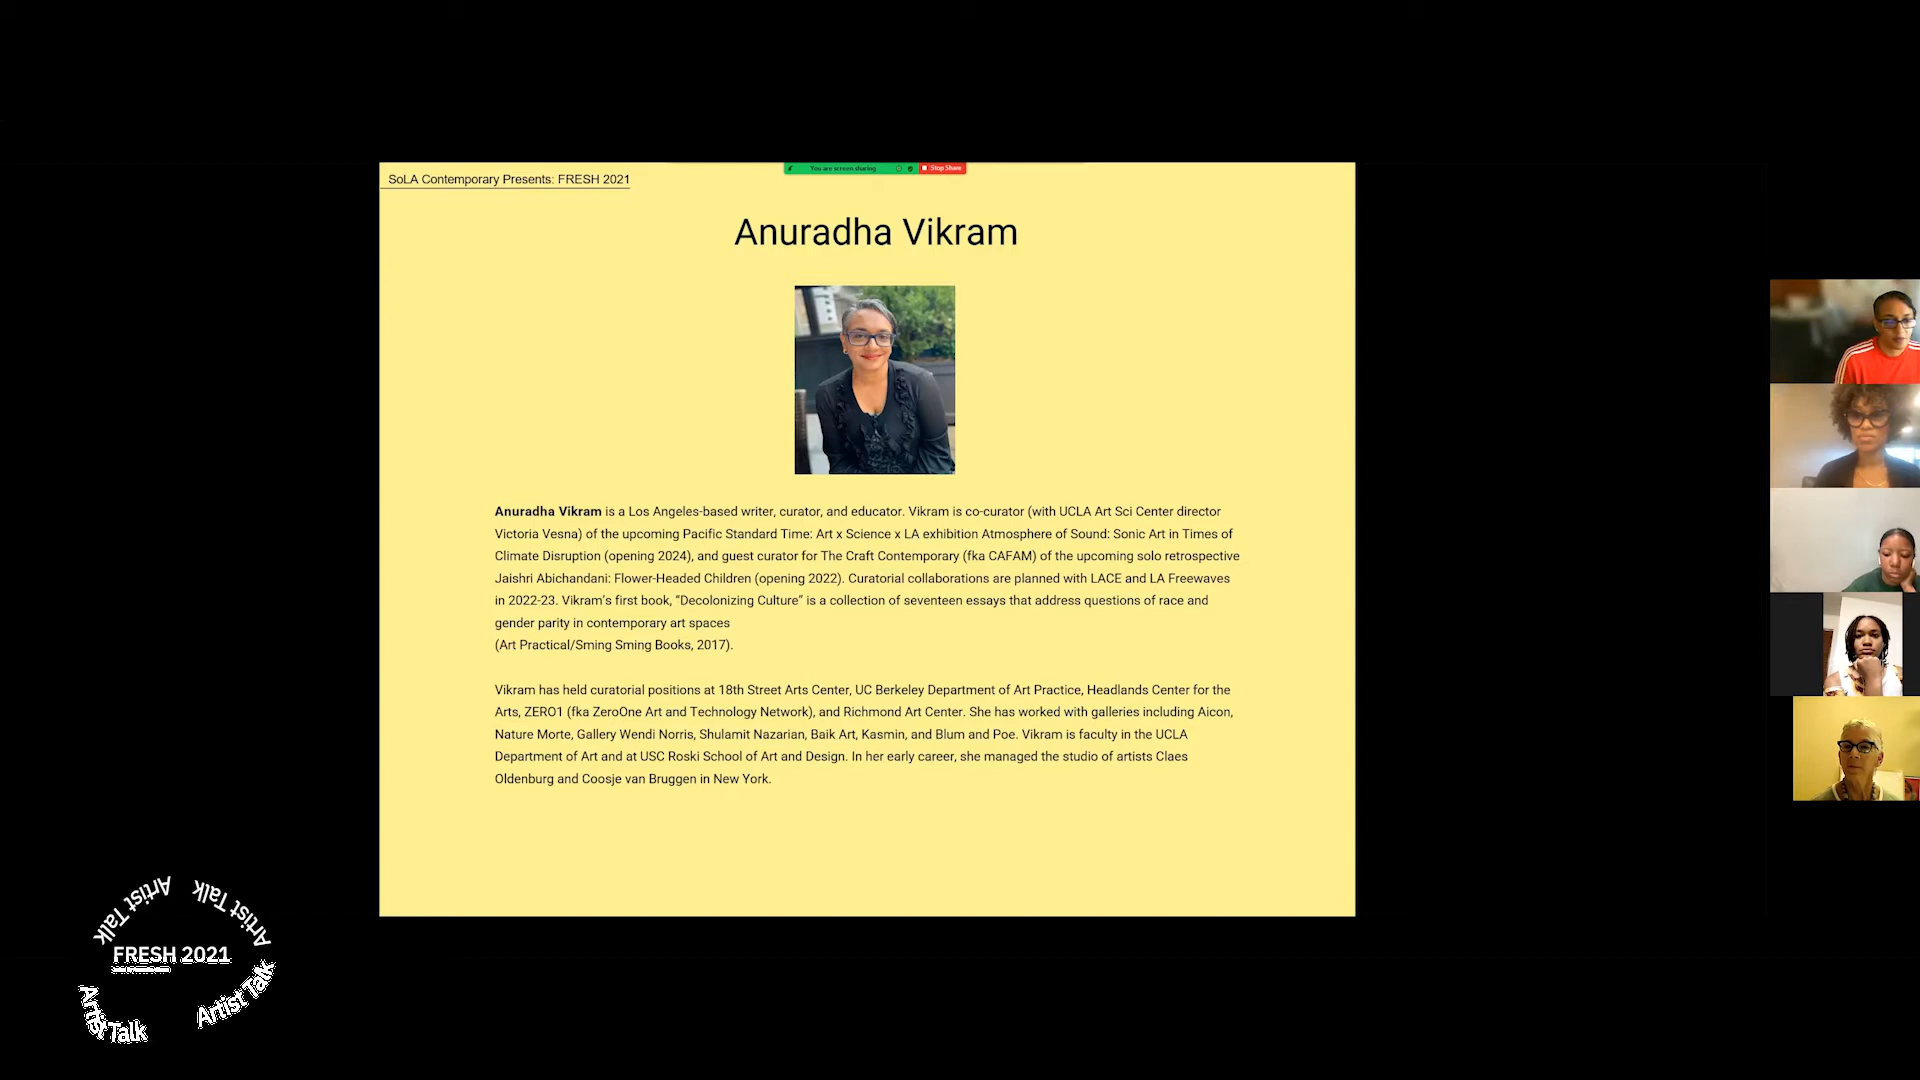 SoLA Contemporary Presents: FRESH 2021
You are screen sharing
Stop Share
Anuradha Vikram
Anuradha Vikram is a Los Angeles-based writer, curator, and educator. Vikram is co-curator (with UCLA Art Sci Center director
Victoria Vesna) of the upcoming Pacific Standard Time: Art x Science x LA exhibition Atmosphere of Sound: Sonic Art in Times of
Climate Disruption (opening 2024), and guest curator for The Craft Contemporary (fka CAFAM) of the upcoming solo retrospective
Jaishri Abichandani: Flower-Headed Children (opening 2022). Curatorial collaborations are planned with LACE and LA Freewaves
in 2022-23. Vikram's first book, “Decolonizing Culture” is a collection of seventeen essays that address questions of race and
gender parity in contemporary art spaces
(Art Practical/Sming Sming Books, 2017).
Vikram has held curatorial positions at 18th Street Arts Center, UC Berkeley Department of Art Practice, Headlands Center for the
Arts, ZERO1 (fka ZeroOne Art and Technology Network), and Richmond Art Center. She has worked with galleries including Aicon,
Nature Morte, Gallery Wendi Norris, Shulamit Nazarian, Baik Art, Kasmin, and Blum and Poe. Vikram is faculty in the UCLA
Department of Art and at USC Roski School of Art and Design. In her early career, she managed the studio of artists Claes
Oldenburg and Coosje van Bruggen in New York.
Artist Talk
Artist Talk
FRESH 2021
Artist Talk
Artist Talk